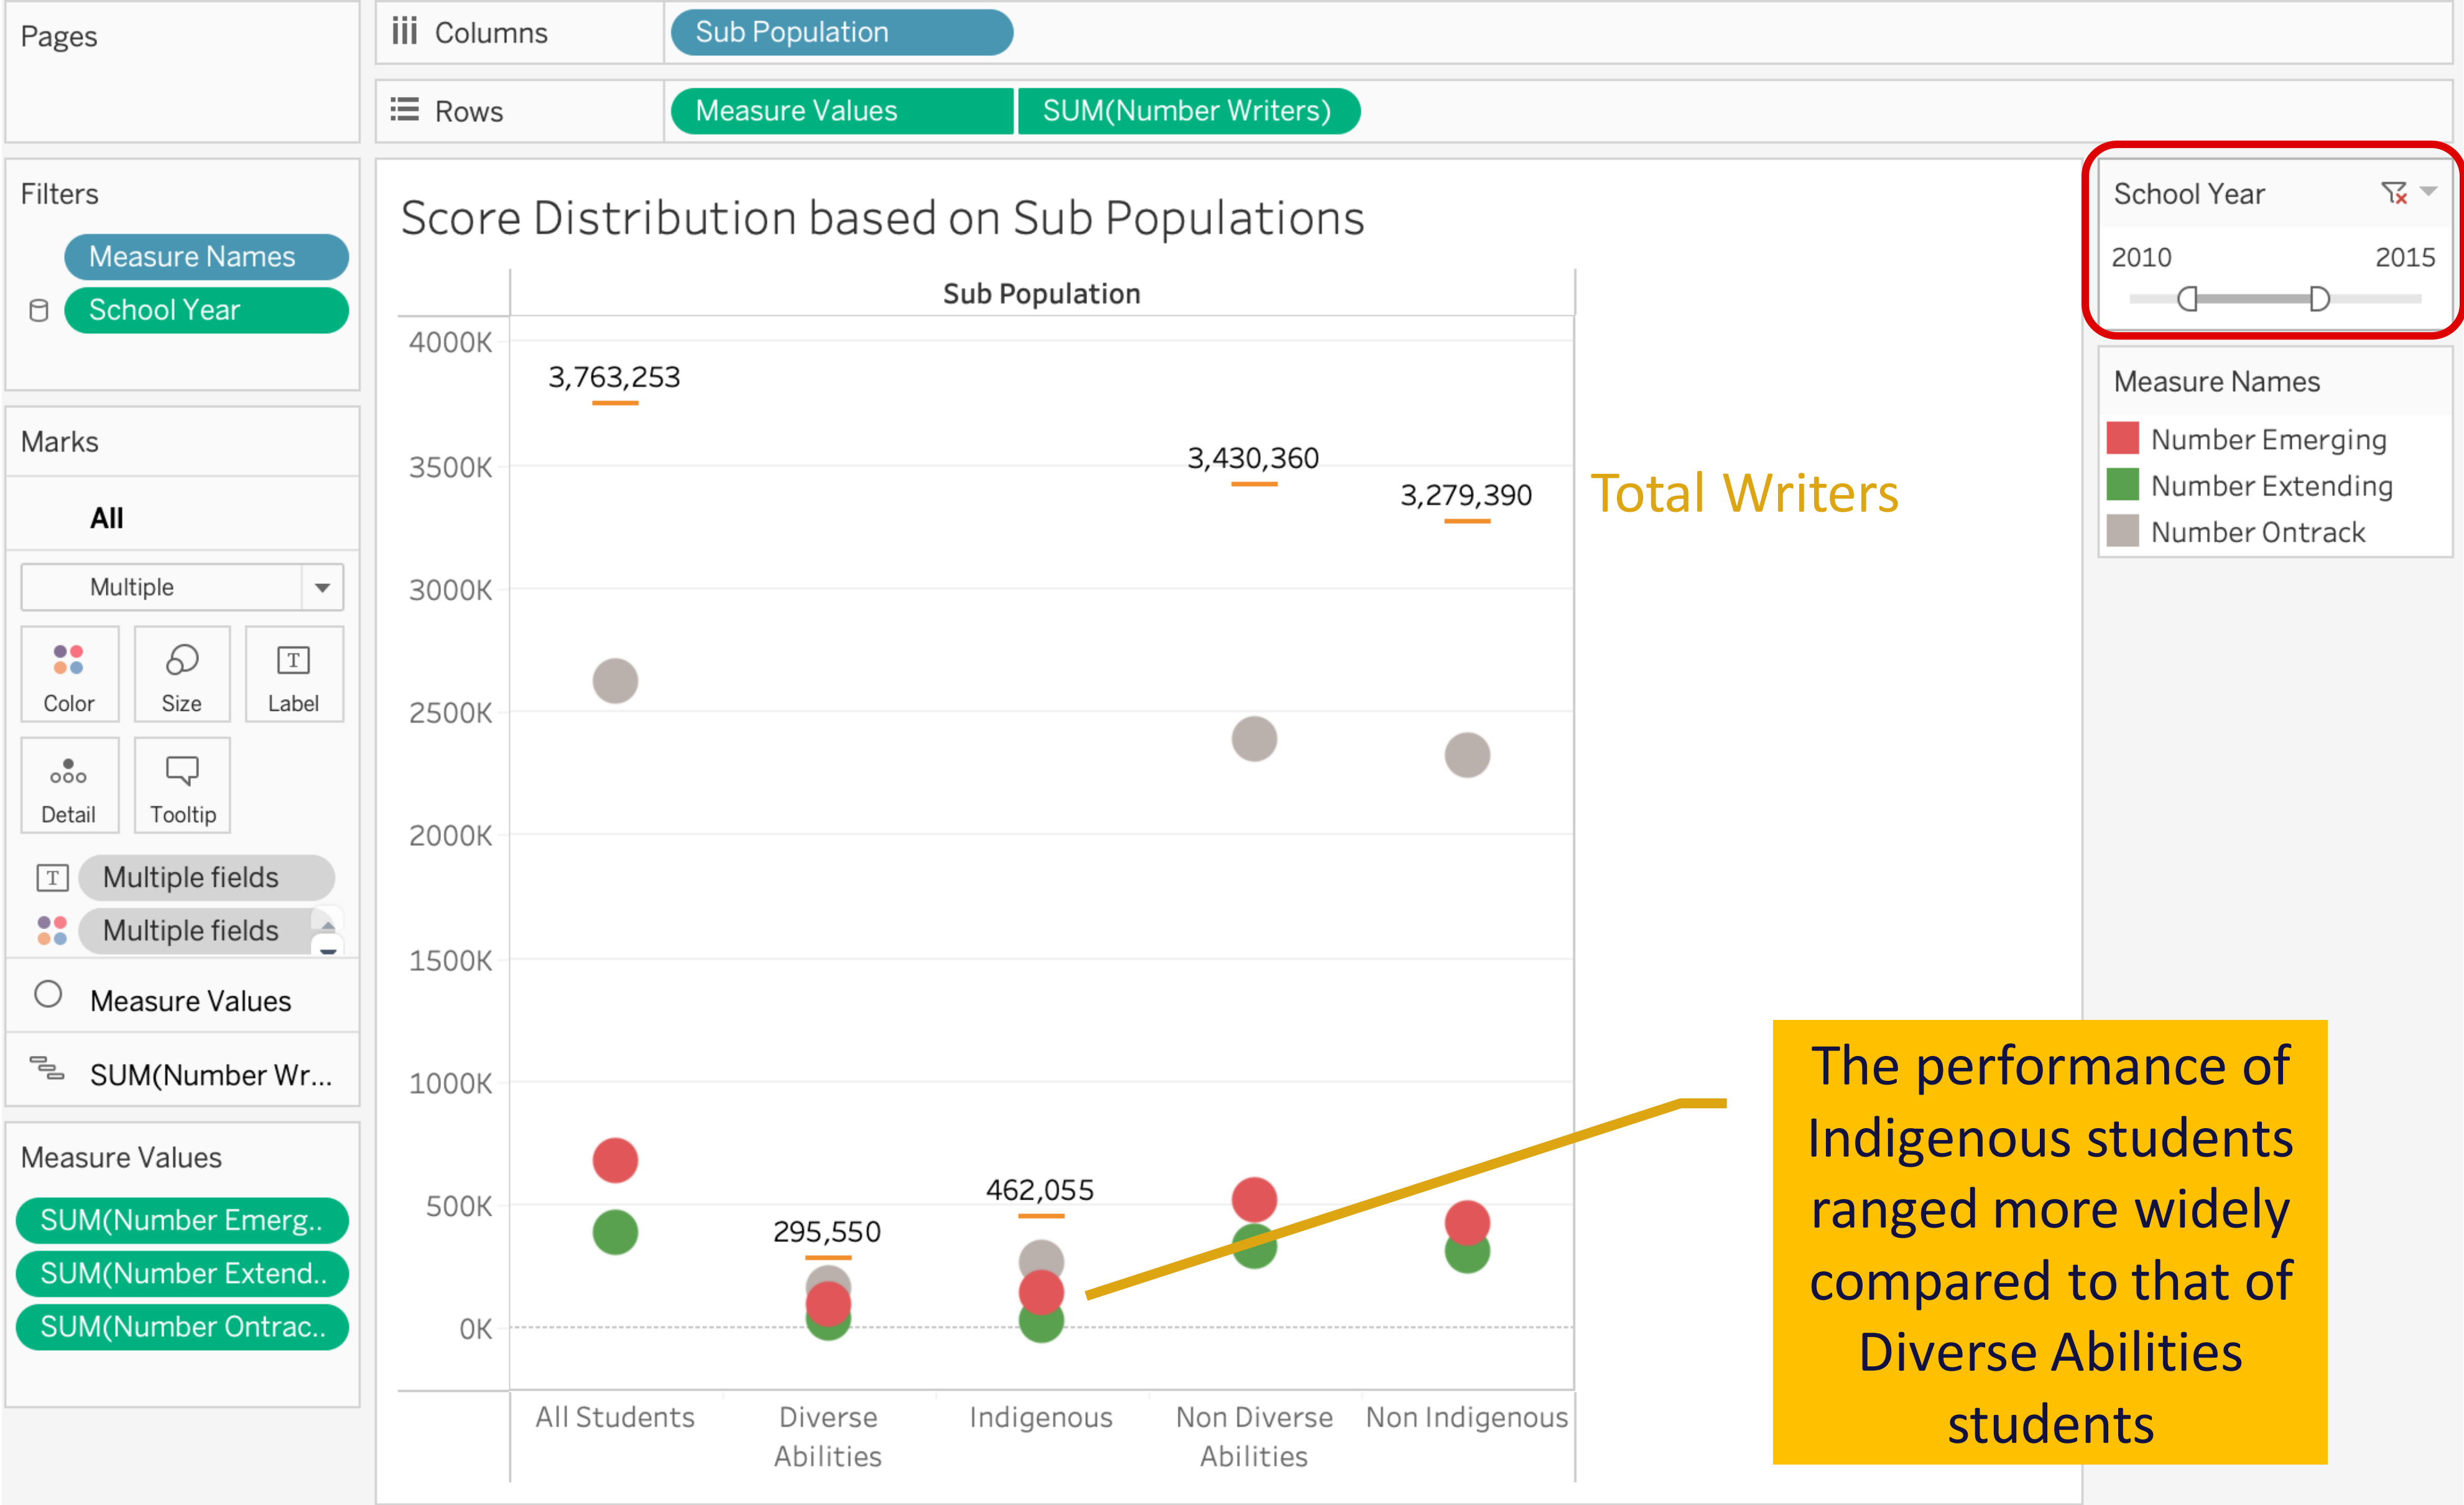 Pages
Columns
Sub Population
Rows
Measure Values
SUM(Number Writers)
Filters
Measure Names
School Year
Marks
All
Multiple
Color
Size
Label
Detail
Tooltip
Multiple fields
Multiple fields
Measure Values
SUM(Number Wr...
Measure Values
SUM(Number Emerg..
SUM(Number Extend..
SUM(Number Ontrac..
Score Distribution based on Sub Populations
Sub Population
4000K
3500K
3000K
2500K
2000K
1500K
1000K
500K
0K
3,763,253
295,550
462,055
3,430,360
3,279,390
Total Writers
All Students
Diverse
Abilities
Indigenous
Non Diverse
Abilities
Non Indigenous
School Year
2010
2015
Measure Names
Number Emerging
Number Extending
Number Ontrack
The performance of
Indigenous students
ranged more widely
compared to that of
Diverse Abilities
students